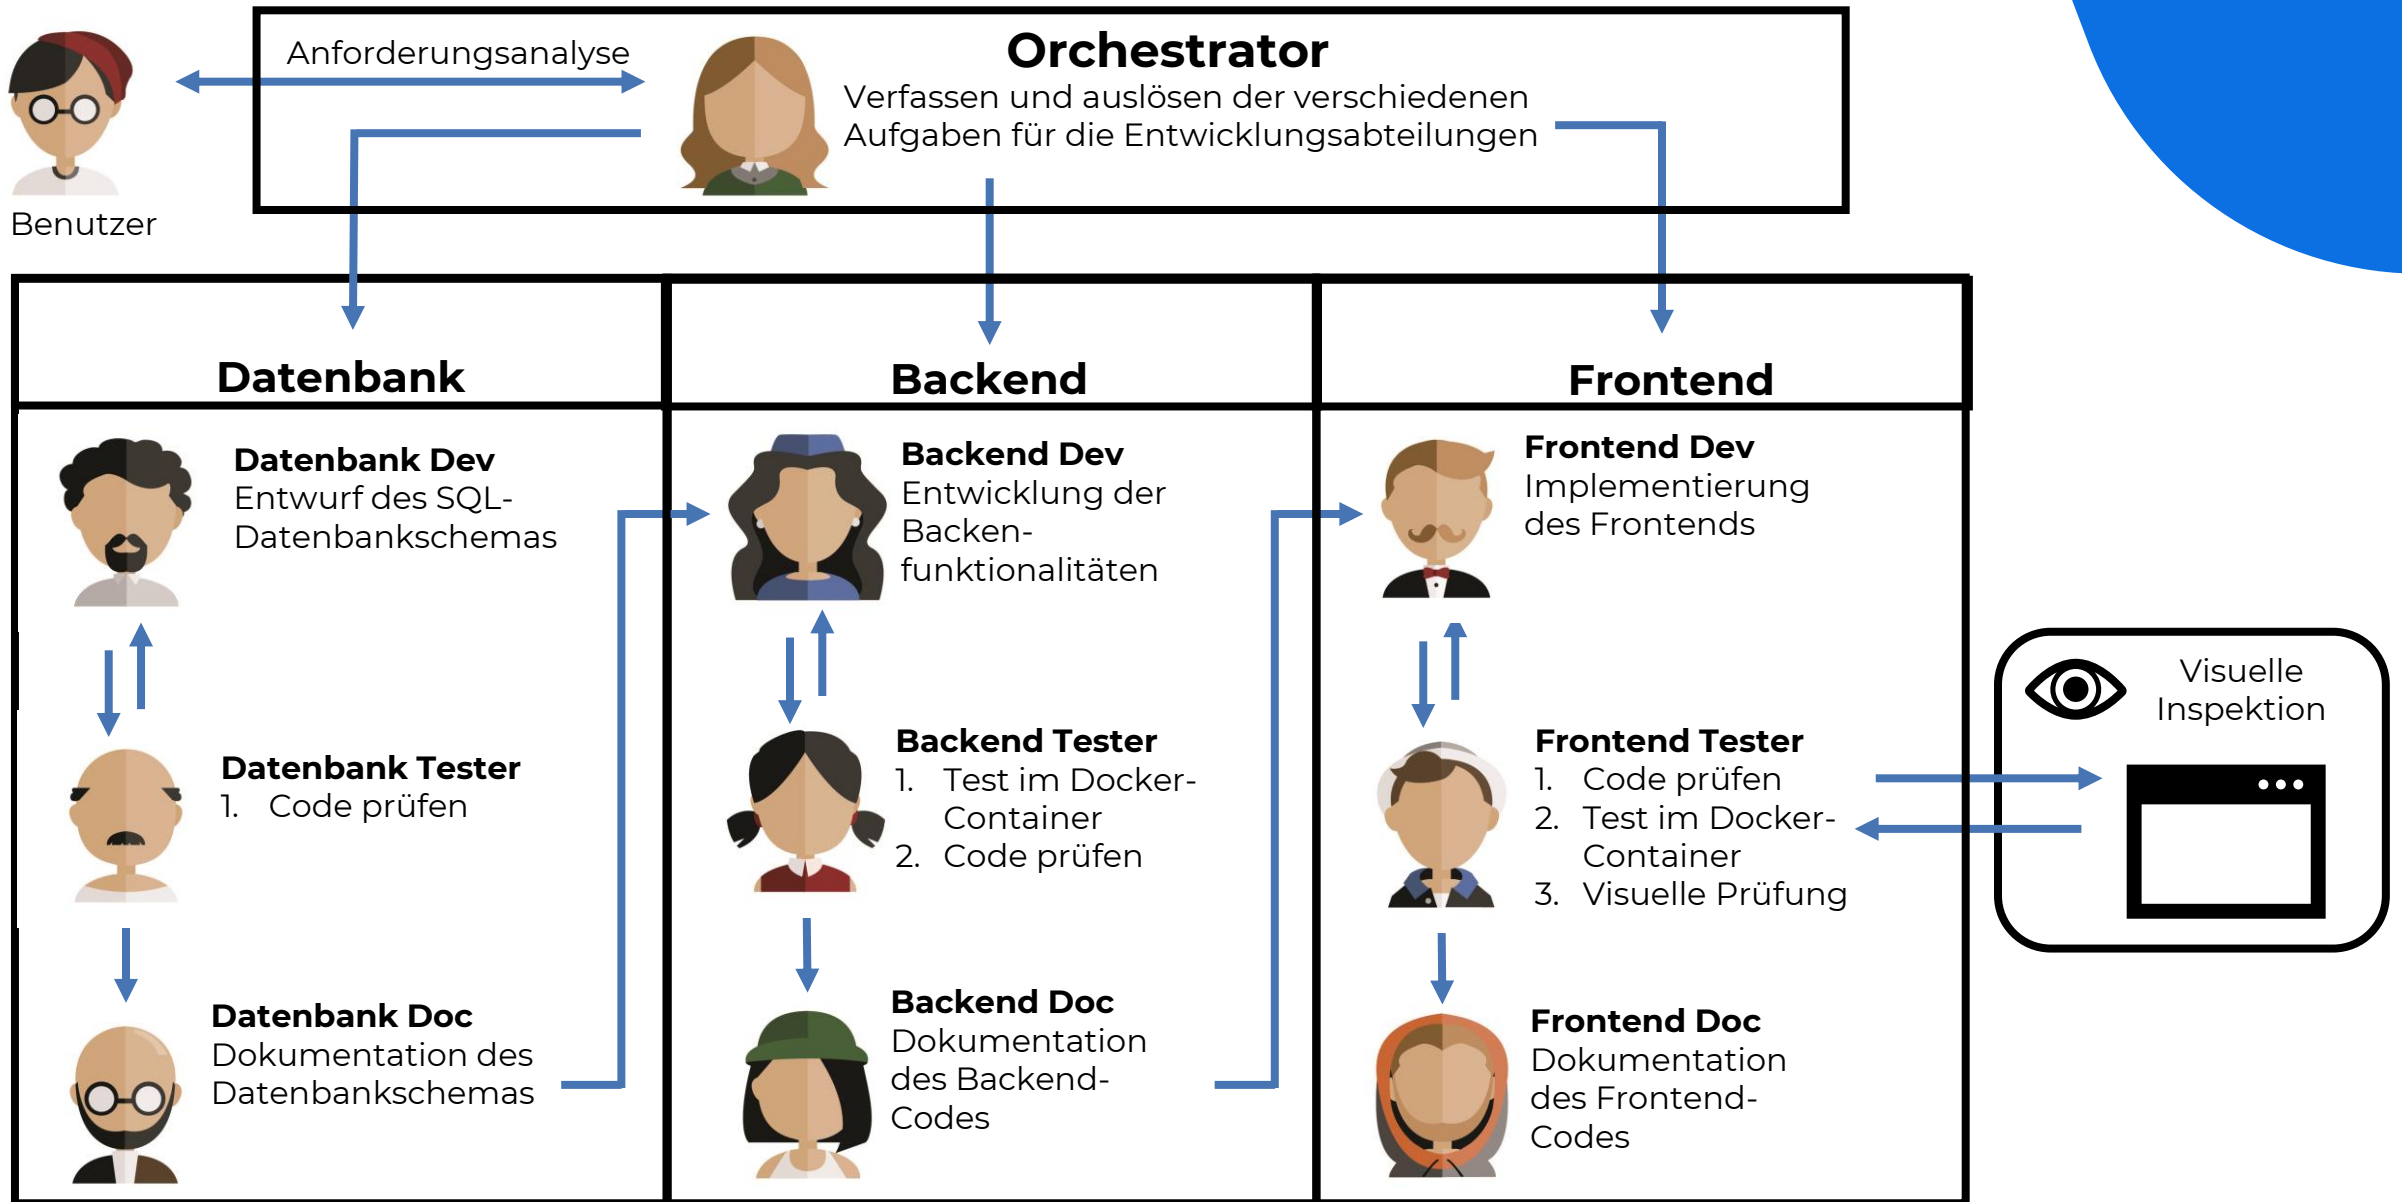 Anforderungsanalyse
Orchestrator
Verfassen und auslösen der verschiedenen
Aufgaben für die Entwicklungsabteilungen
Benutzer
Datenbank
Datenbank Dev
Entwurf des SQL-
Datenbankschemas
Datenbank Tester
1. Code prüfen
Datenbank Doc
Dokumentation des
Datenbankschemas
Backend
Backend Dev
Entwicklung der
Backen-
funktionalitäten
Backend Tester
1. Test im Docker-
Container
2. Code prüfen
Backend Doc
Dokumentation
des Backend-
Codes
Frontend
Frontend Dev
Implementierung
des Frontends
Frontend Tester
1. Code prüfen
2. Test im Docker-
Container
3. Visuelle Prüfung
Frontend Doc
Dokumentation
des Frontend-
Codes
Visuelle
Inspektion